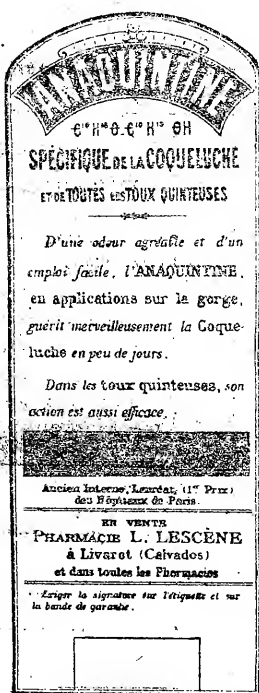 ANAQUINTINE
SPÉCIFIQUE DE LA COQUELUCHE
ET DE TOUTES LES TOUX QUINTEUSES
D'une odeur agréable et d'un
emploi facile, l'ANAQUINTINE,
en applications sur la gorge,
guérit merveilleusement la Coque-
luche en peu de jours.
Dans les toux quinteuses, son
action est aussi efficace.
Ancien Interne, Lauréat, (1er Prix)
des Hôpitaux de Paris.
EN VENTE
PHARMACIE L. LESCÈNE
à Livarot (Calvados)
et dans toutes les Pharmacies
Exiger la signature sur l'étiquette et sur
la bande de garantie.